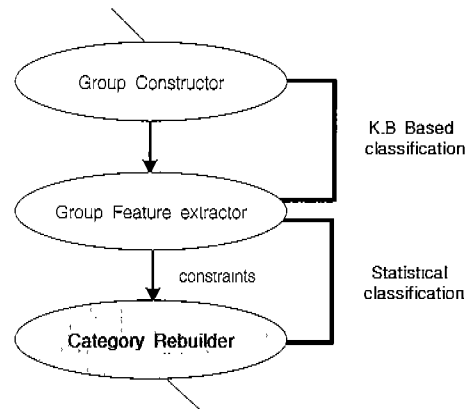 Group Constructor
K.B Based
classification
Group Feature extractor
constraints
Statistical
classification
Category Rebuilder